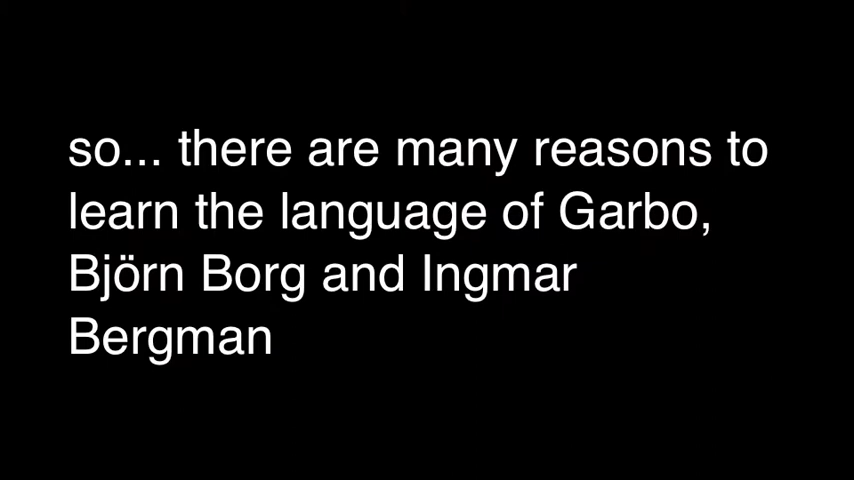 so... there are many reasons to
learn the language of Garbo,
Björn Borg and Ingmar
Bergman